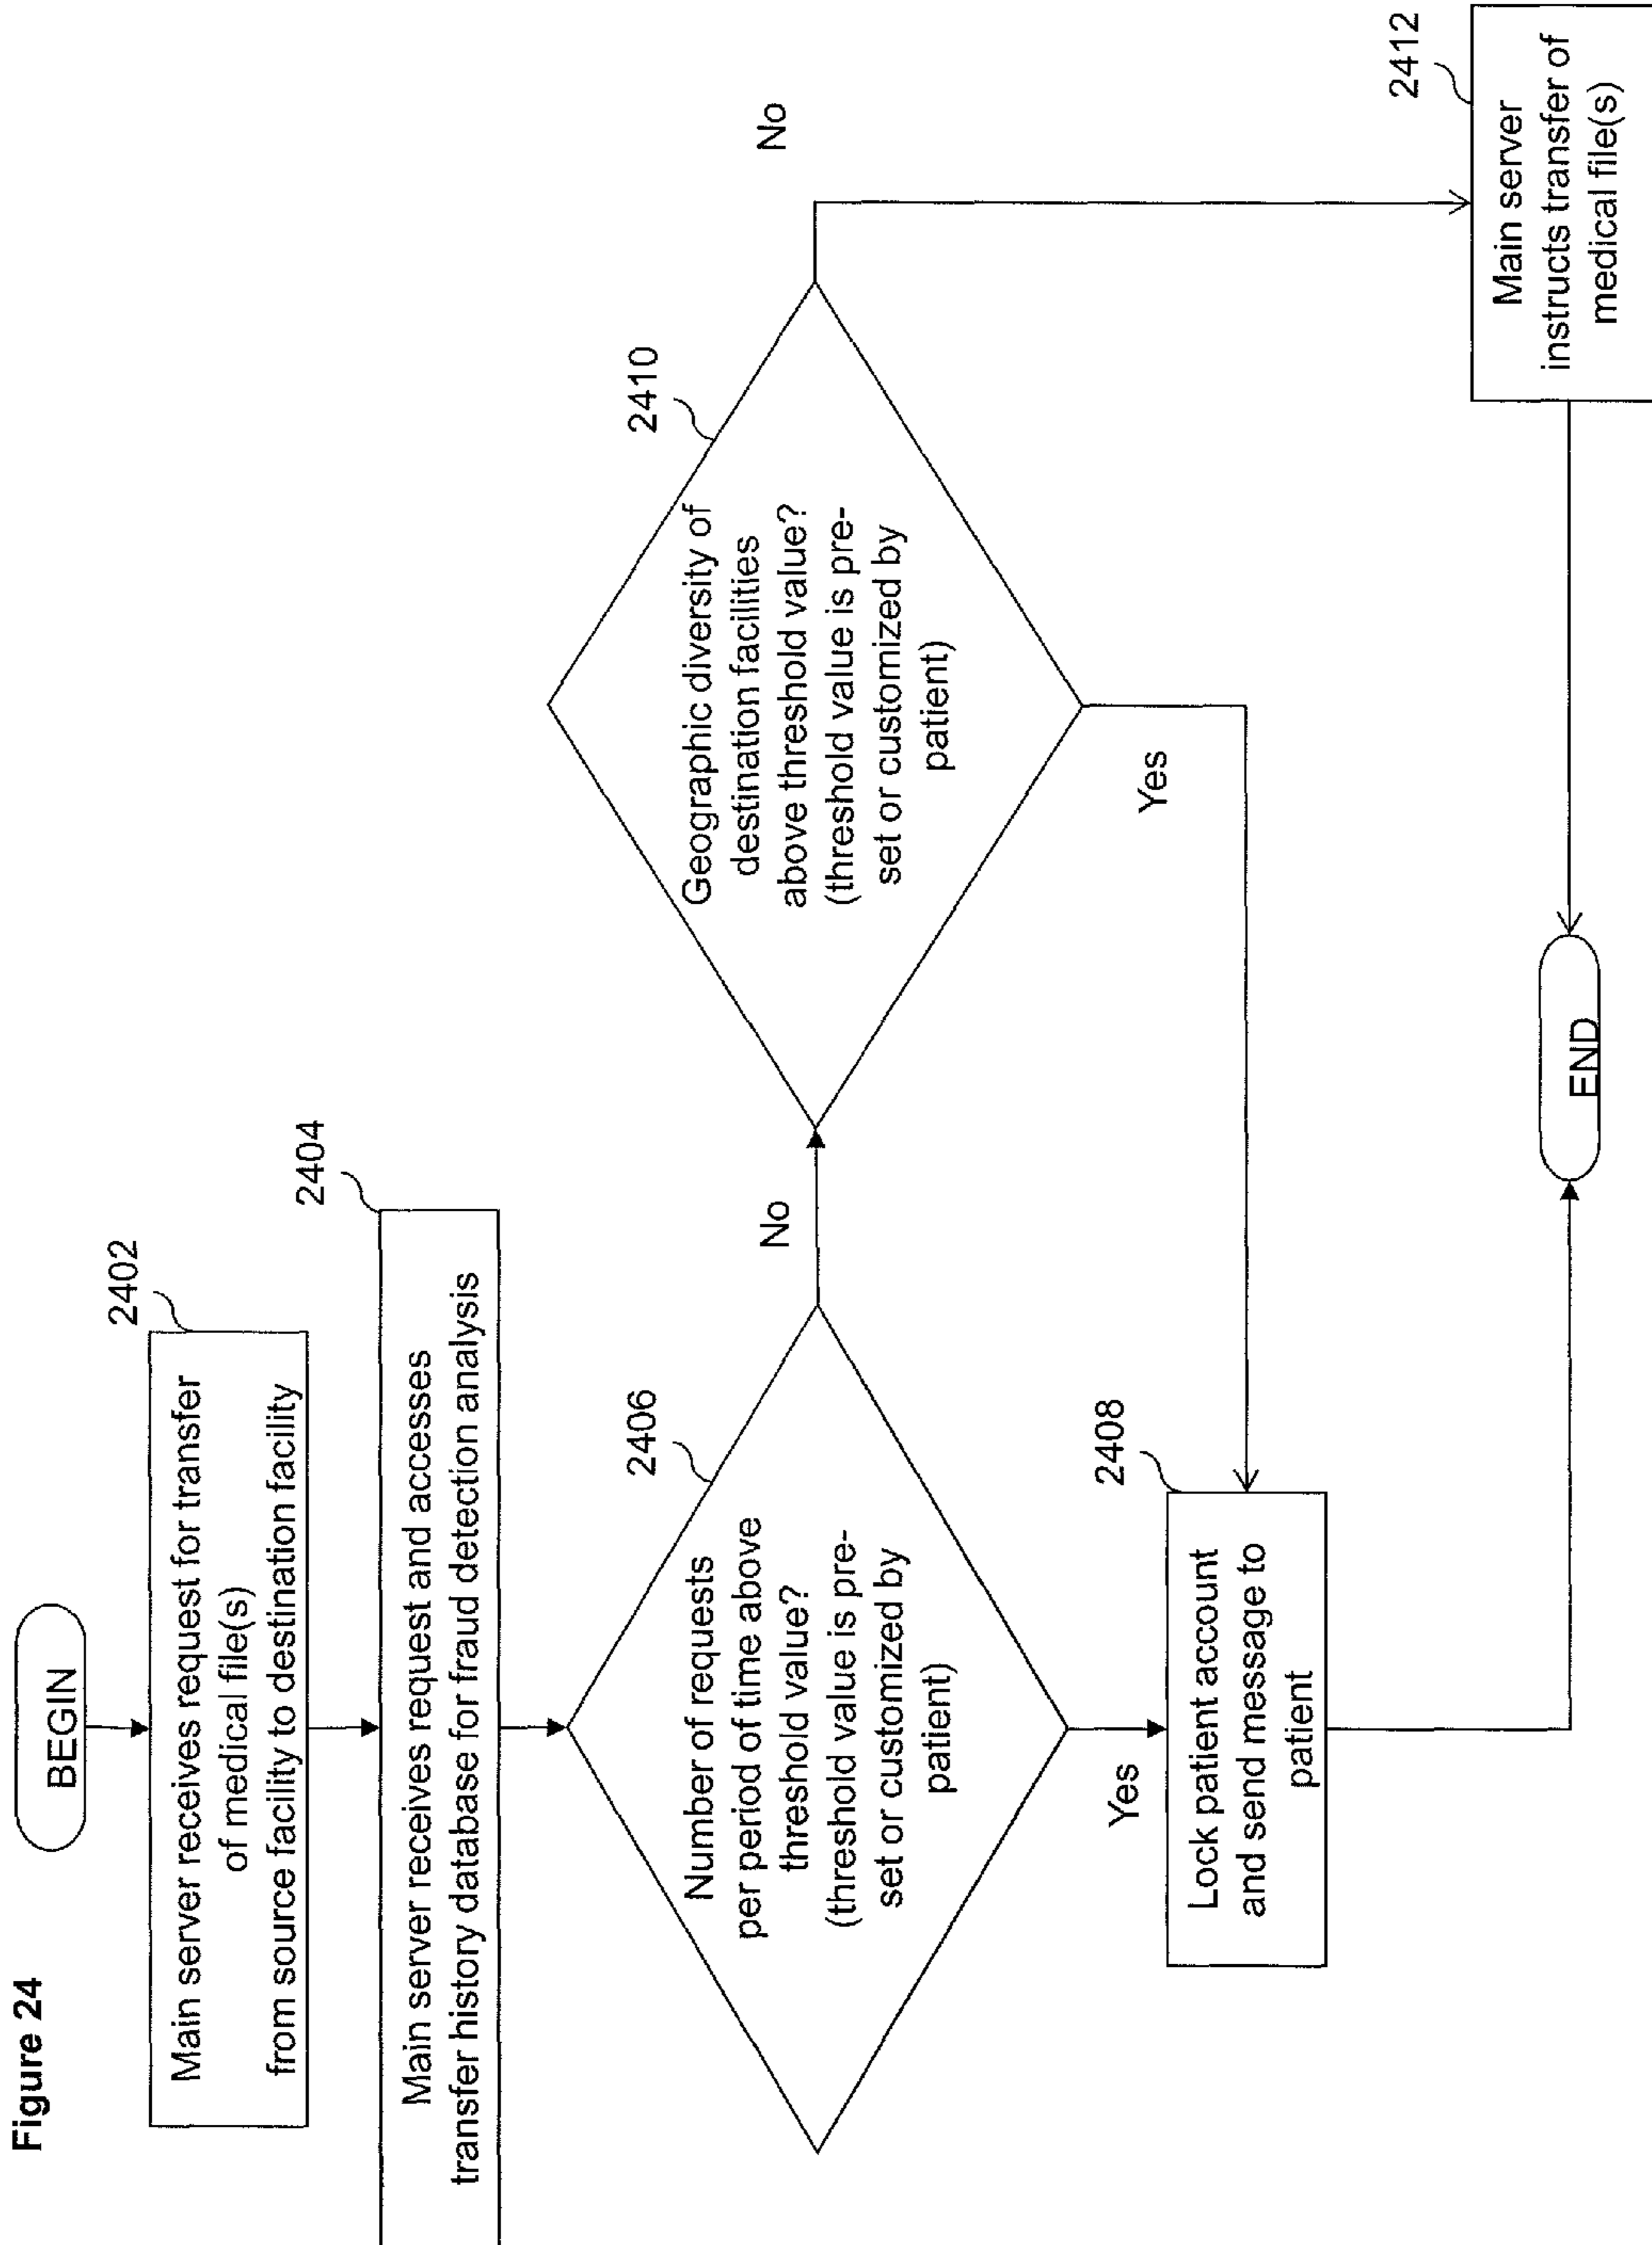 Figure 24
BEGIN
2402
Main server receives request for transfer
of medical file(s)
from source facility to destination facility
2404
Main server receives request and accesses
transfer history database for fraud detection analysis
2406
Number of requests
per period of time above
threshold value?
(threshold value is pre-
set or customized by
patient)
No
2410
Geographic diversity of
destination facilities
above threshold value?
(threshold value is pre-
set or customized by
patient)
No
Yes
Yes
2408
Lock patient account
and send message to
patient
2412
Main server
instructs transfer of
medical file(s)
END